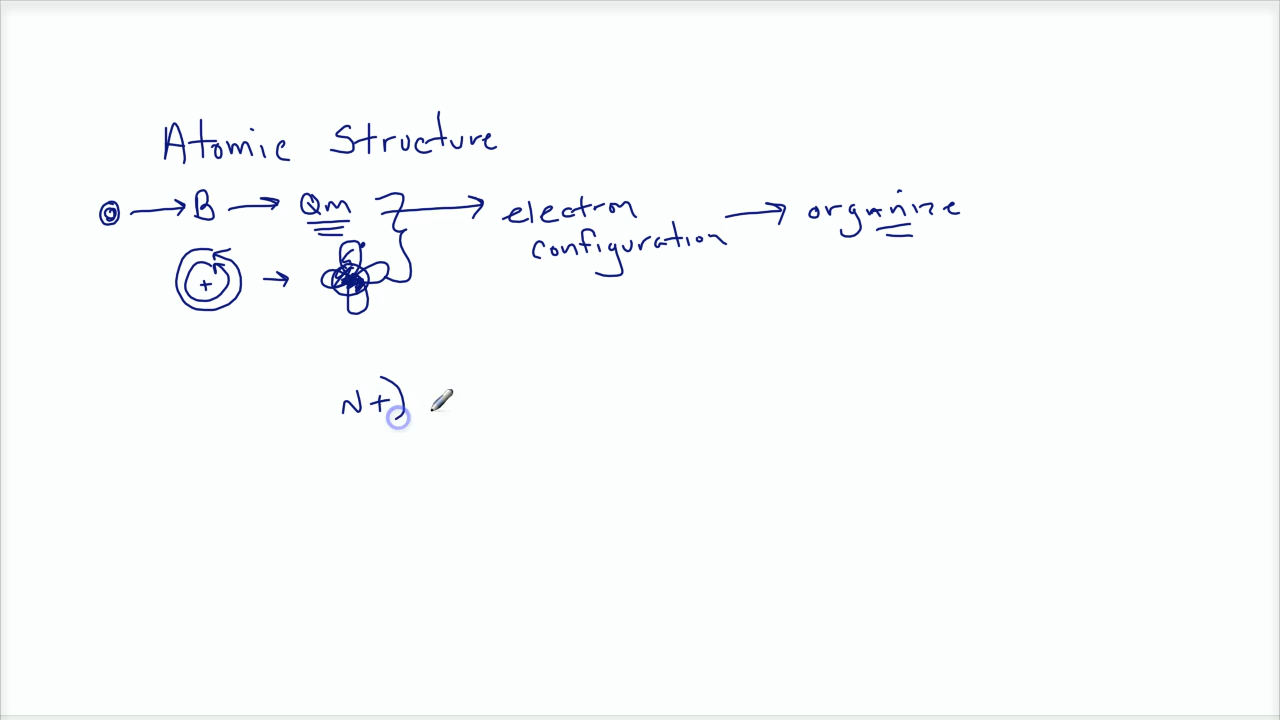 Atomic Structure
→ B → Qm → electron configuration → organize
+ →
N+)